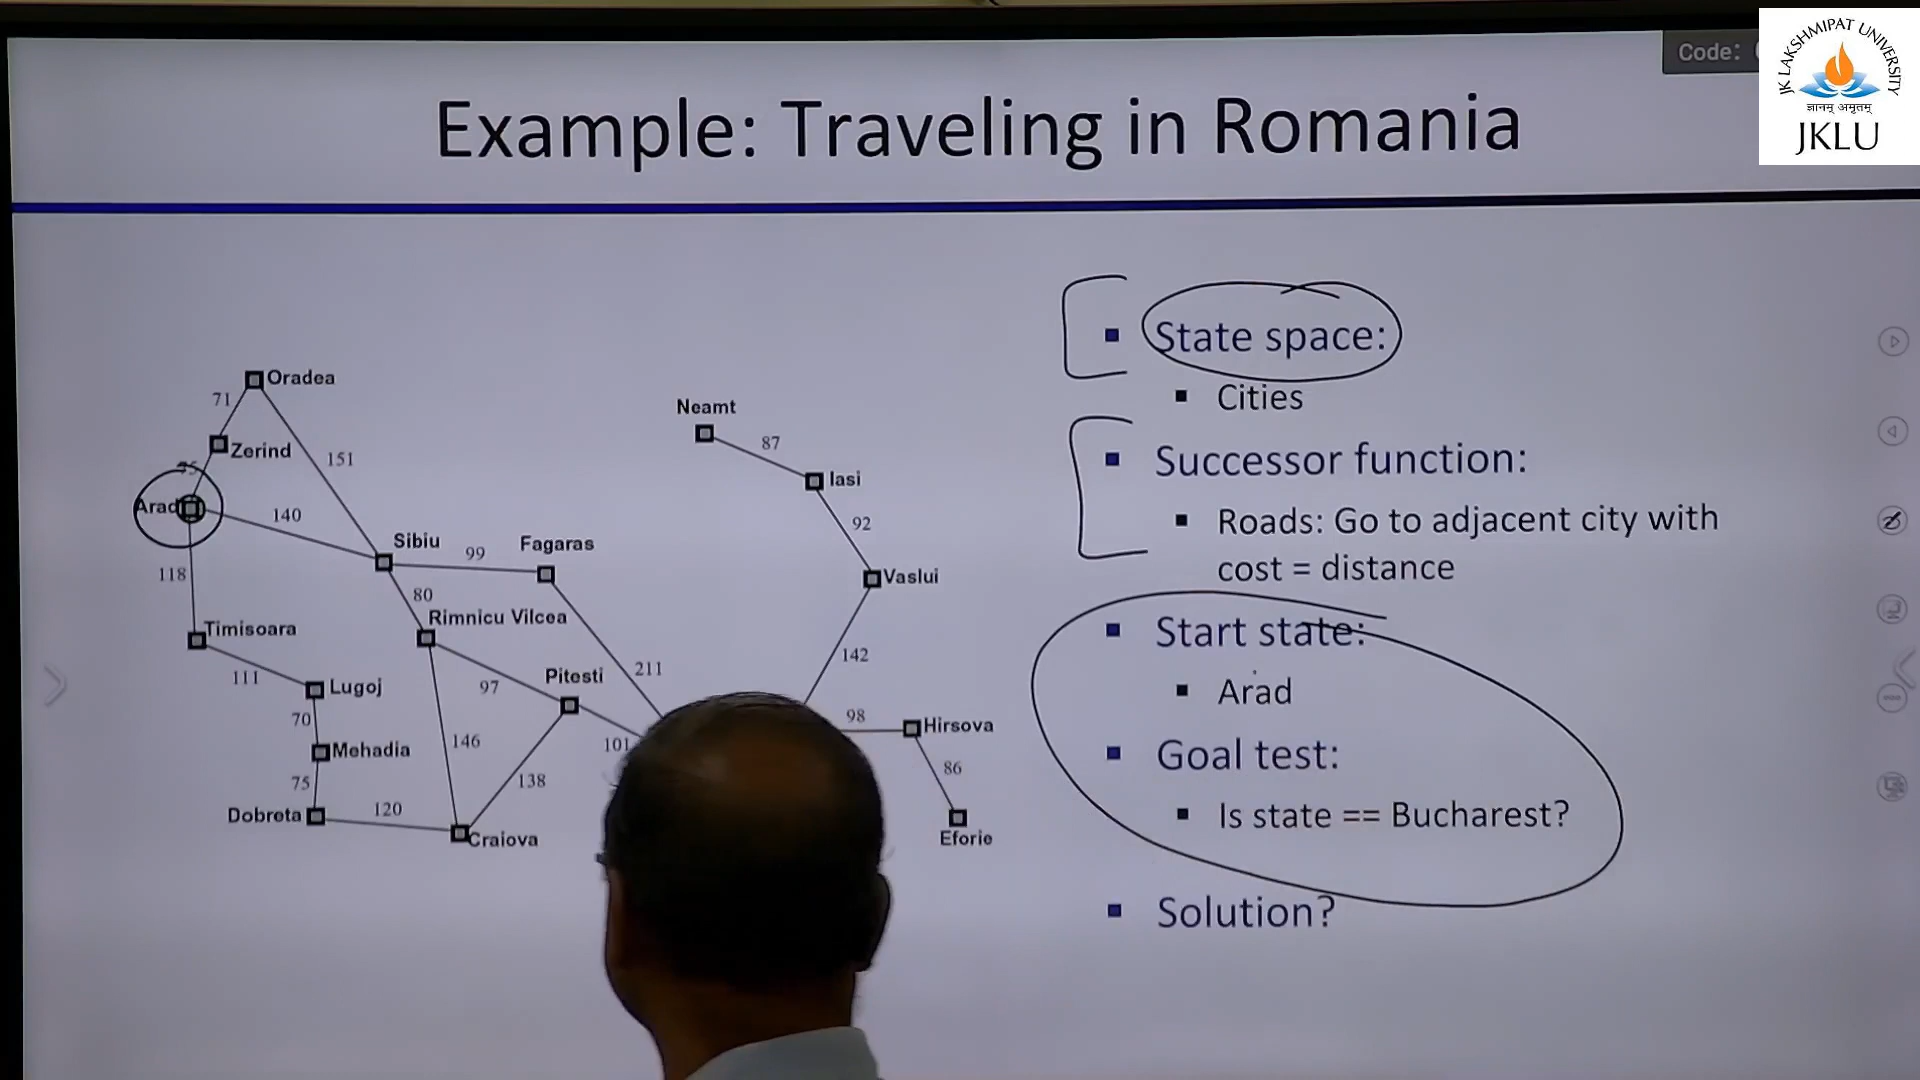 Code:
JK LAKSHMIPAT UNIVERSITY
ज्ञानम् अमृतम्
JKLU
Example: Traveling in Romania
Oradea
71
Neamt
Zerind
87
151
75
Iasi
Arad
140
92
Sibiu
99
Fagaras
118
80
Vaslui
Rimnicu Vilcea
Timisoara
142
111
Lugoj
97
Pitesti
211
70
98
Hirsova
Mehadia
146
101
75
138
86
Dobreta
120
Craiova
Eforie
▪ State space:
▪ Cities
▪ Successor function:
▪ Roads: Go to adjacent city with
cost = distance
▪ Start state:
▪ Arad
▪ Goal test:
▪ Is state == Bucharest?
▪ Solution?